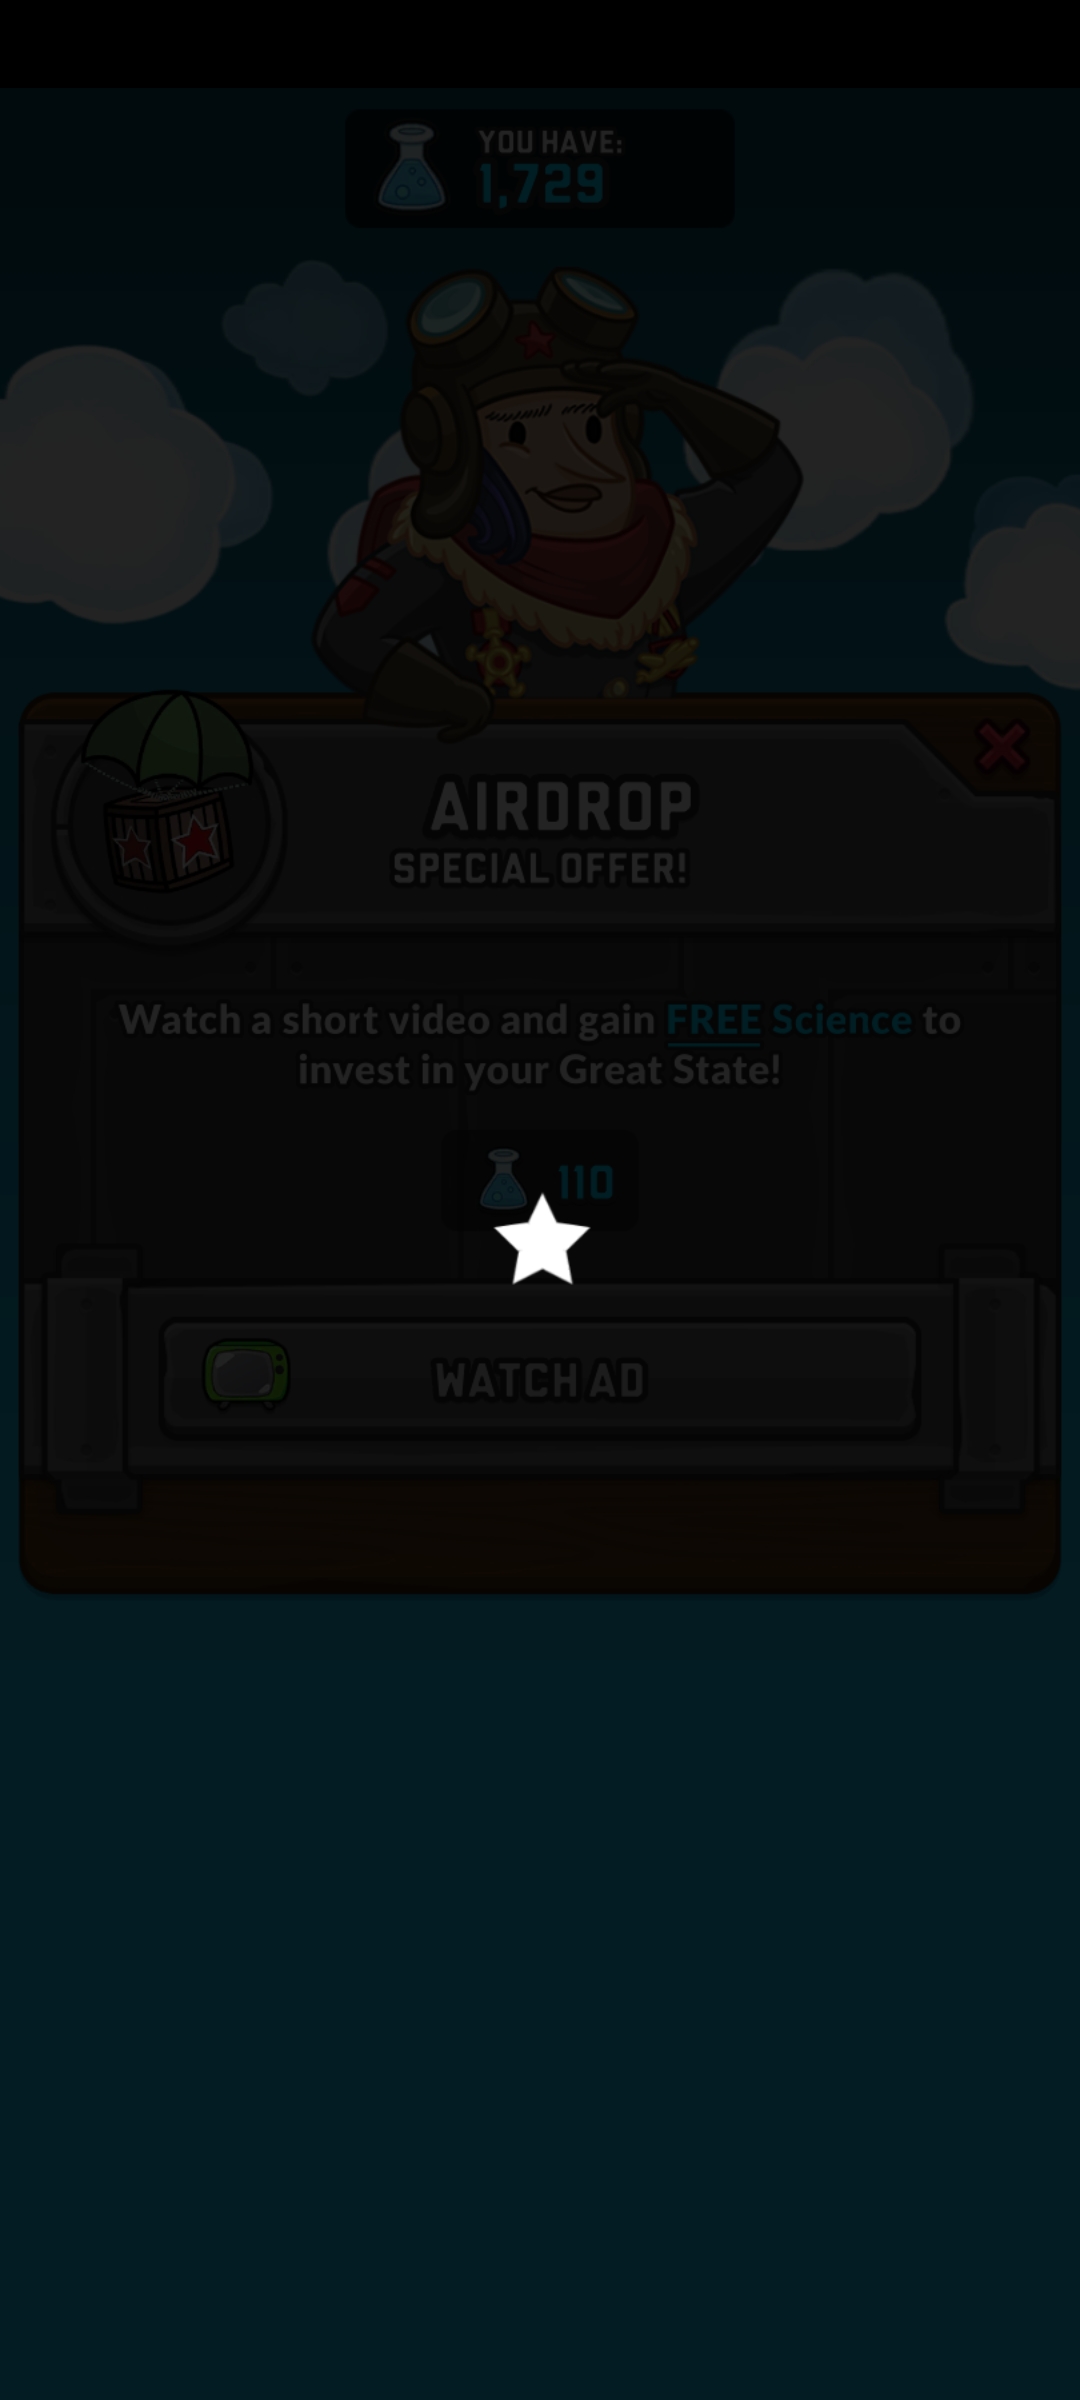 YOU HAVE:
1,729
AIRDROP
SPECIAL OFFER!
Watch a short video and gain FREE Science to
invest in your Great State!
110
WATCH AD